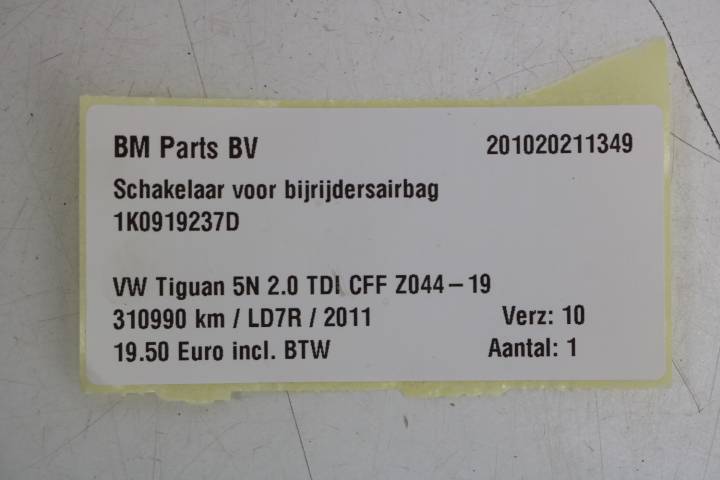 BM Parts BV 201020211349
Schakelaar voor bijrijdersairbag
1K0919237D
VW Tiguan 5N 2.0 TDI CFF Z044-19
310990 km / LD7R / 2011 Verz: 10
19.50 Euro incl. BTW Aantal: 1